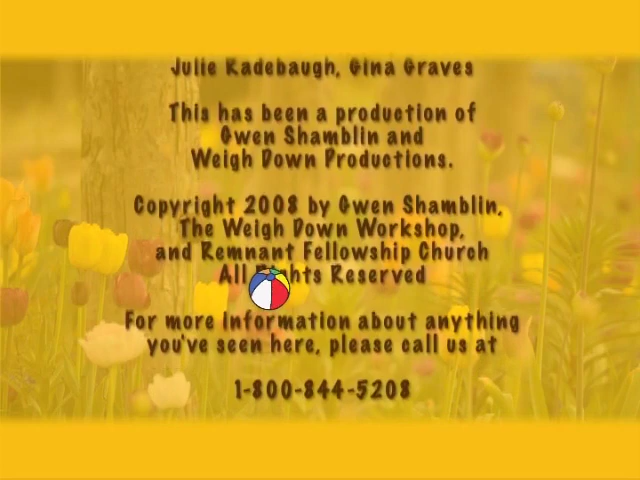 Julie Radebaugh, Gina Graves
This has been a production of
Gwen Shamblin and
Weigh Down Productions.
Copyright 2008 by Gwen Shamblin,
The Weigh Down Workshop,
and Remnant Fellowship Church
All Rights Reserved
For more information about anything
you've seen here, please call us at
1-800-844-5208